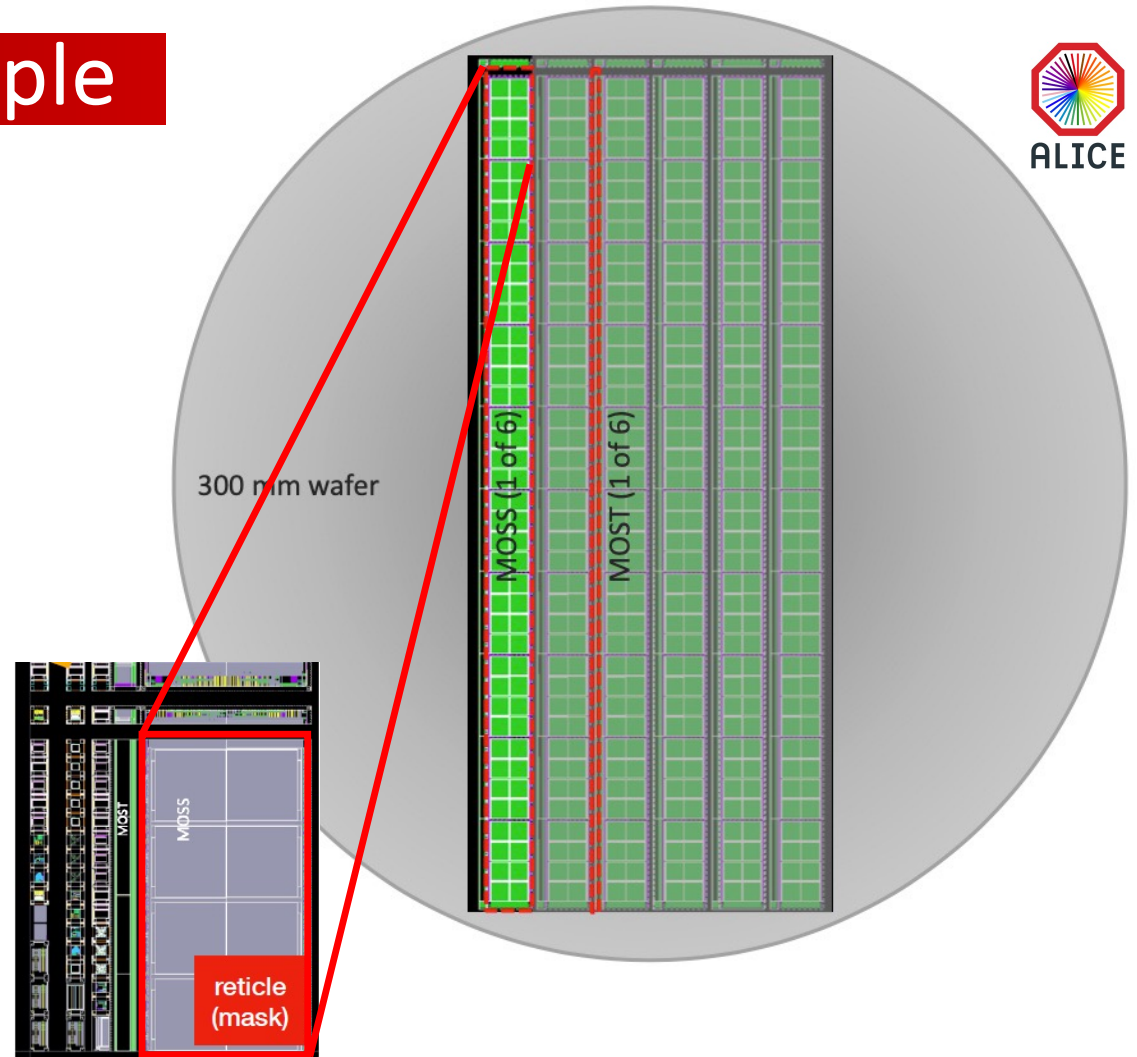 ple
ALICE
300 mm wafer
MOSS (1 of 6)
MOST (1 of 6)
MOST
MOSS
reticle
(mask)